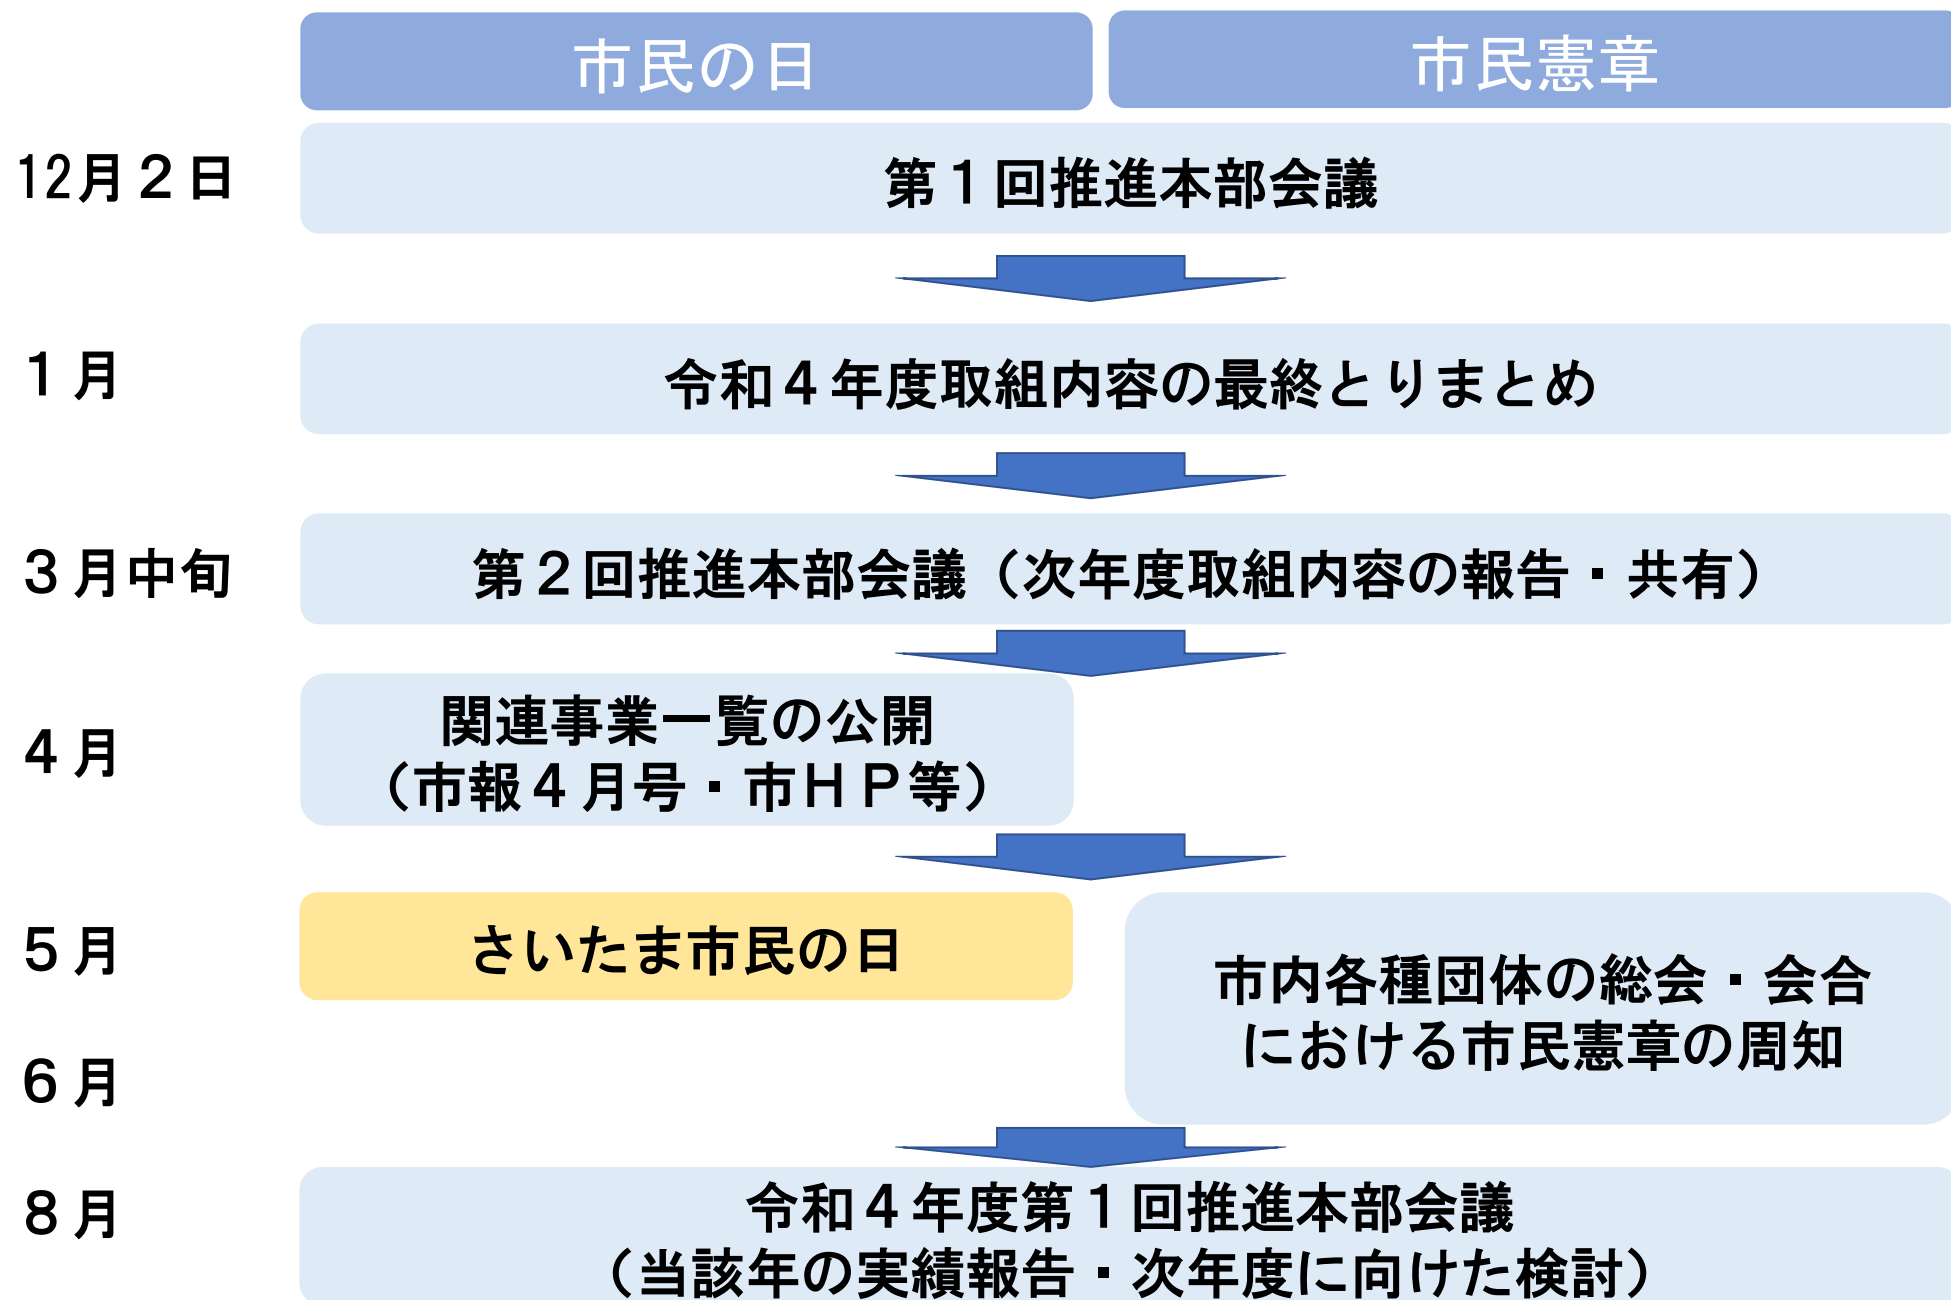 市民の日
市民憲章
12月２日
第１回推進本部会議
１月
令和４年度取組内容の最終とりまとめ
３月中旬
第２回推進本部会議（次年度取組内容の報告・共有）
４月
関連事業一覧の公開
（市報４月号・市ＨＰ等）
５月
さいたま市民の日
市内各種団体の総会・会合
における市民憲章の周知
６月
８月
令和４年度第１回推進本部会議
（当該年の実績報告・次年度に向けた検討）